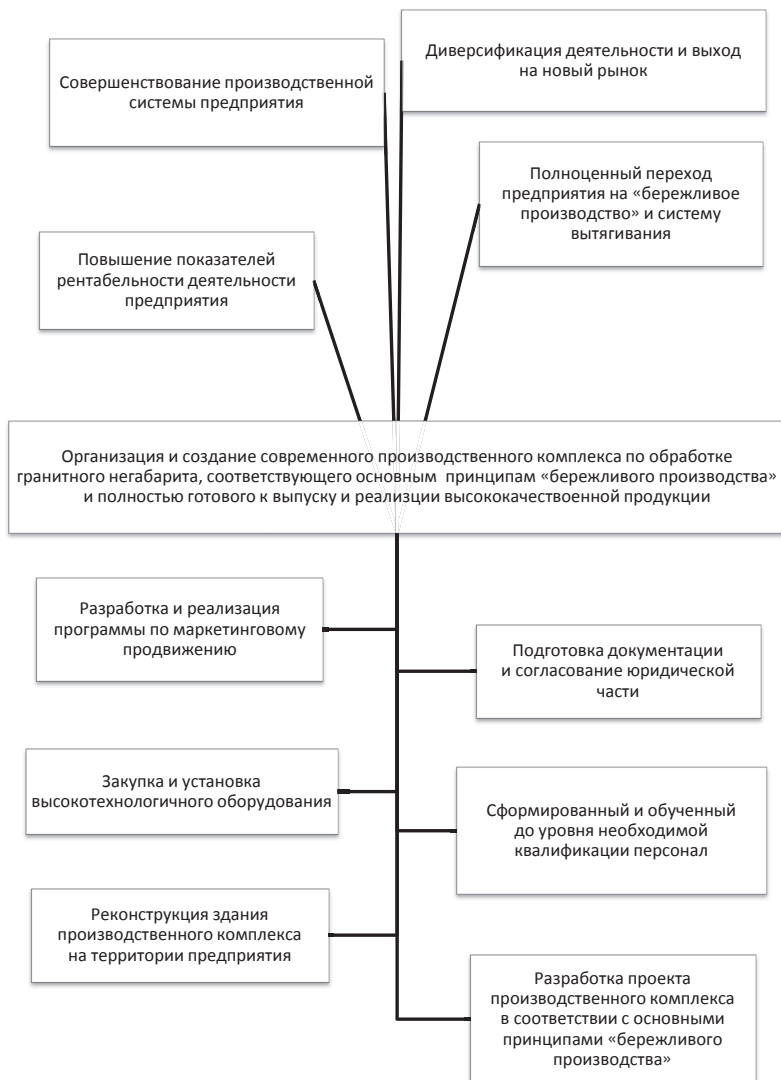 Диверсификация деятельности и выход
на новый рынок
Совершенствование производственной
системы предприятия
Полноценный переход
предприятия на «бережливое
производство» и систему
вытягивания
Повышение показателей
рентабельности деятельности
предприятия
Организация и создание современного производственного комплекса по обработке
гранитного негабарита, соответствующего основным принципам «бережливого производства»
и полностью готового к выпуску и реализции высококачествоенной продукции
Разработка и реализация
программы по маркетинговому
продвижению
Подготовка документации
и согласование юридической
части
Закупка и установка
высокотехнологичного оборудования
Сформированный и обученный
до уровня необходимой
квалификации персонал
Реконструкция здания
производственного комплекса
на территории предприятия
Разработка проекта
производственного комплекса
в соответствии с основными
принципами «бережливого
производства»